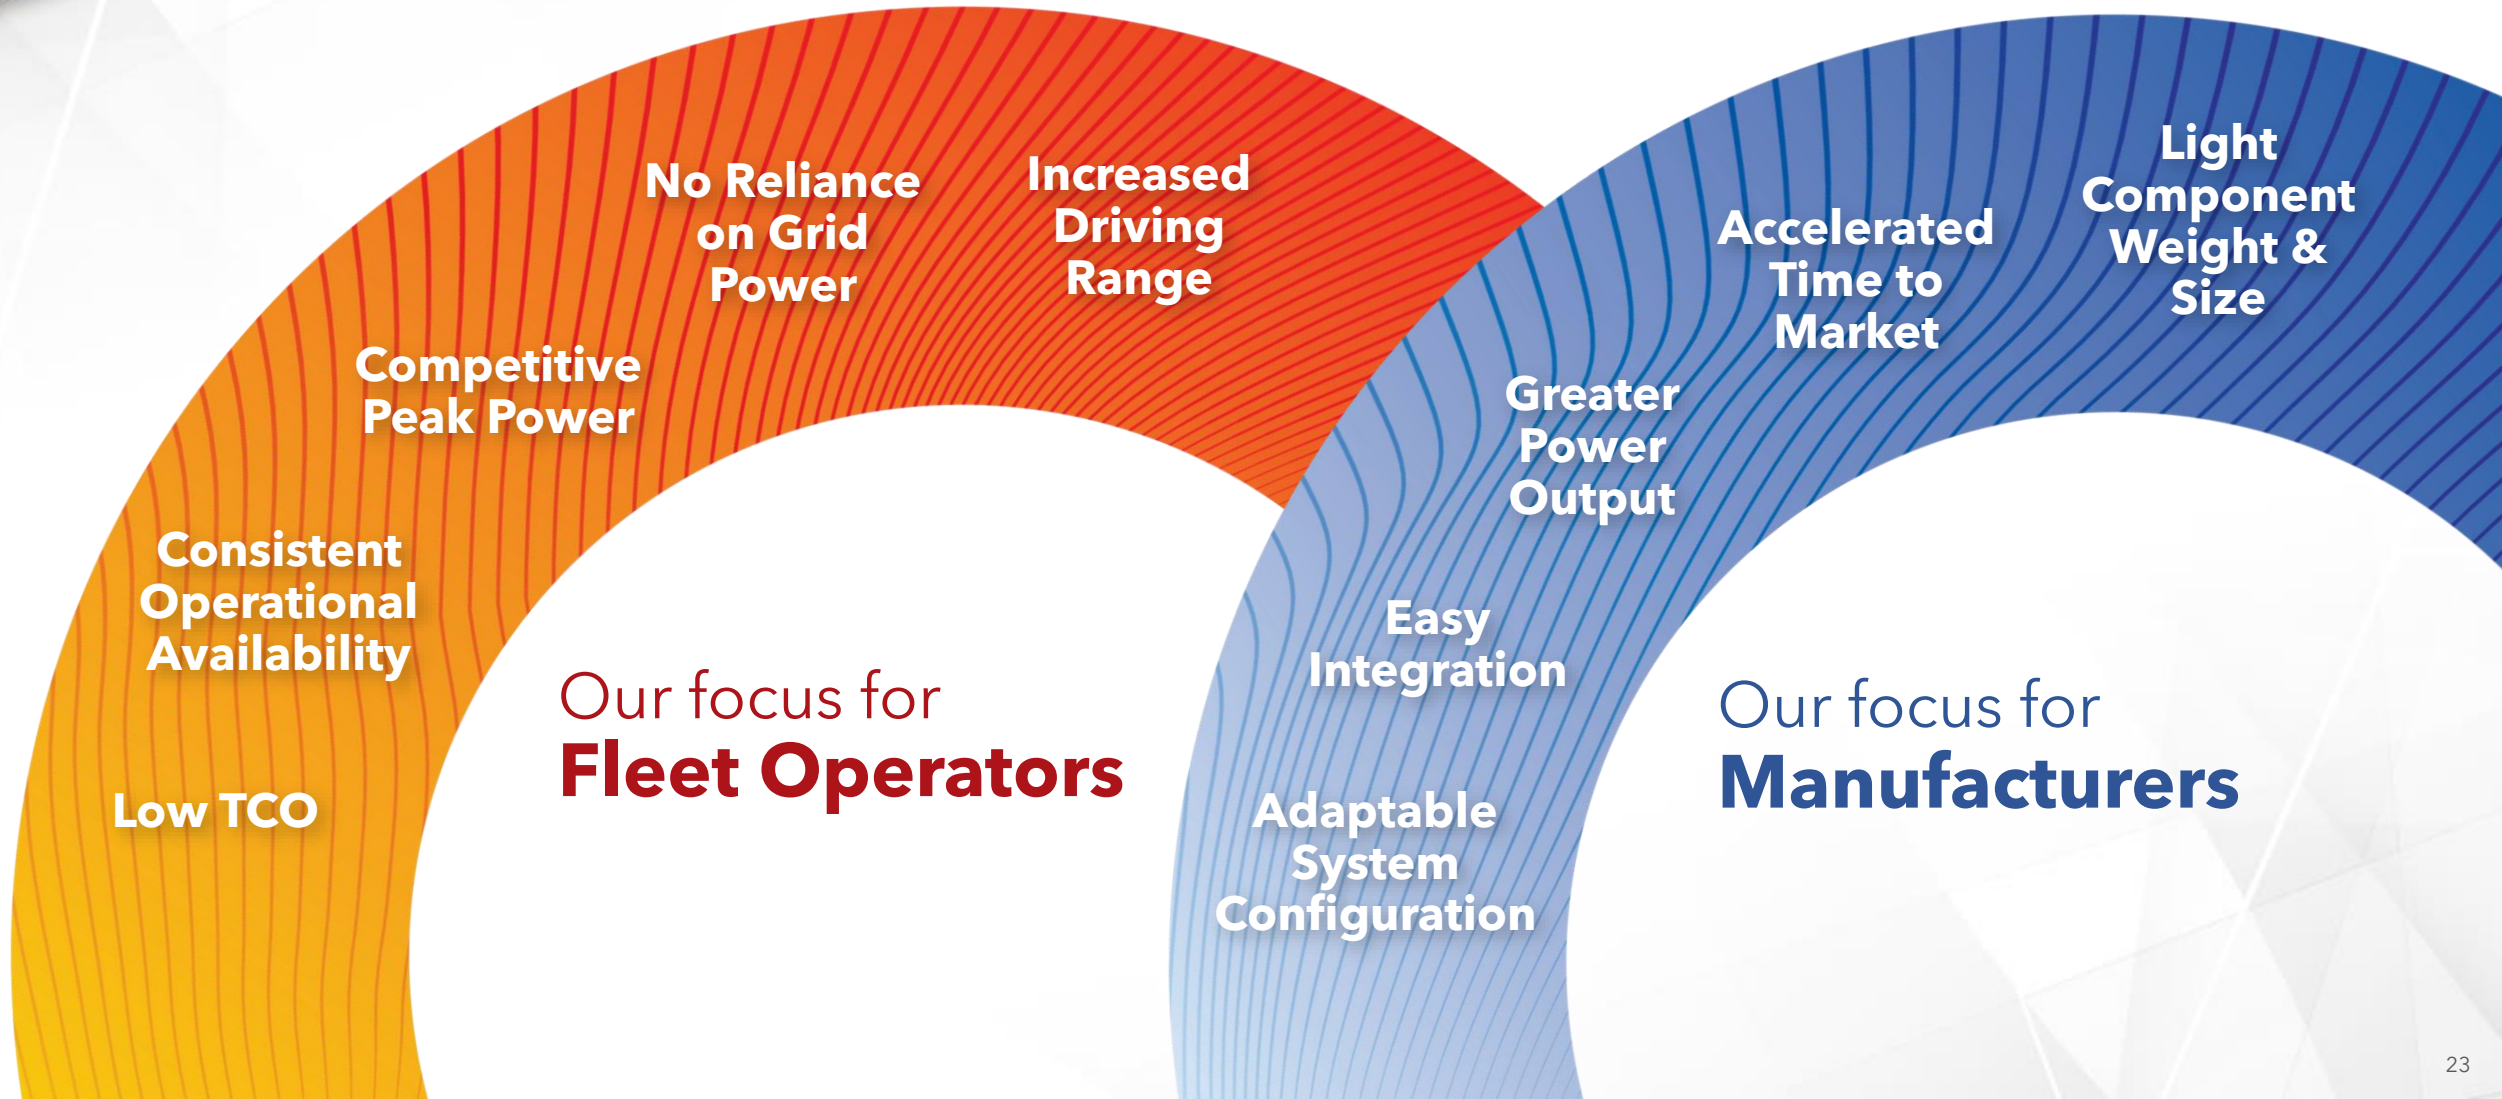 Low TCO
Consistent
Operational
Availability
Competitive
Peak Power
No Reliance
on Grid
Power
Increased
Driving
Range
Our focus for
Fleet Operators
Adaptable
System
Configuration
Easy
Integration
Greater
Power
Output
Accelerated
Time to
Market
Light
Component
Weight &
Size
Our focus for
Manufacturers
23